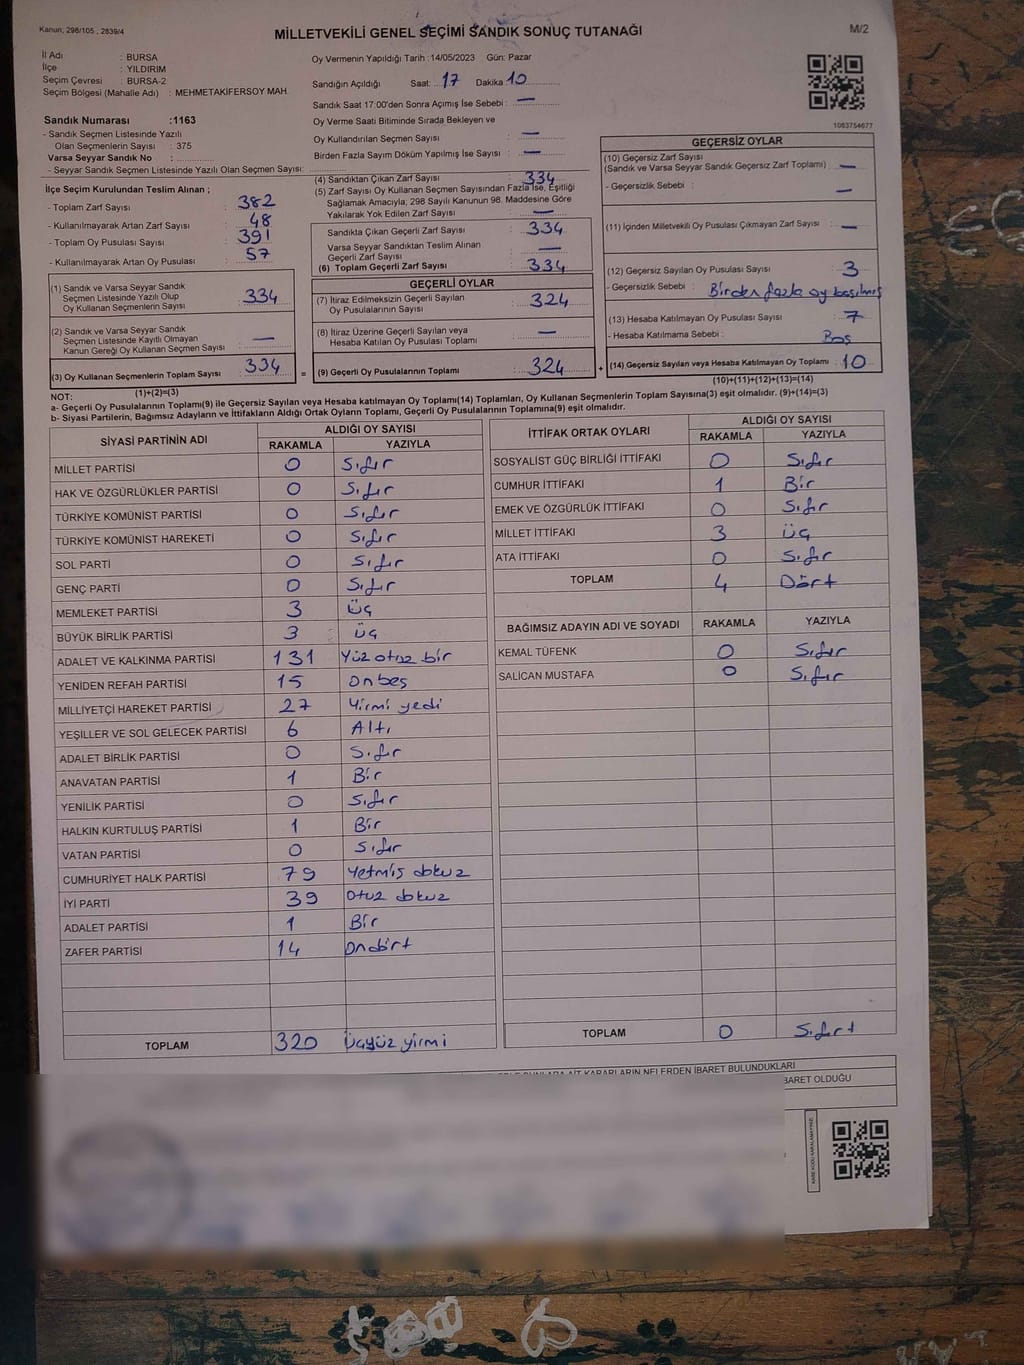 Kanun; 298/105 , 2839/4
MİLLETVEKİLİ GENEL SEÇİMİ SANDIK SONUÇ TUTANAĞI
M/2
İl Adı : BURSA
İlçe : YILDIRIM
Seçim Çevresi : BURSA-2
Seçim Bölgesi (Mahalle Adı) : MEHMETAKİFERSOY MAH.
Oy Vermenin Yapıldığı Tarih : 14/05/2023 Gün: Pazar
Sandığın Açıldığı Saat: 17 Dakika 10
Sandık Saat 17:00'den Sonra Açımış İse Sebebi : —
Oy Verme Saati Bitiminde Sırada Bekleyen ve
Oy Kullandırılan Seçmen Sayısı : —
Birden Fazla Sayım Döküm Yapılmış İse Sayısı : —
1063754677
Sandık Numarası :1163
- Sandık Seçmen Listesinde Yazılı
Olan Seçmenlerin Sayısı : 375
Varsa Seyyar Sandık No :
- Seyyar Sandık Seçmen Listesinde Yazılı Olan Seçmen Sayısı:
İlçe Seçim Kurulundan Teslim Alınan ;
- Toplam Zarf Sayısı : 382
- Kullanılmayarak Artan Zarf Sayısı : 48
- Toplam Oy Pusulası Sayısı : 391
- Kullanılmayarak Artan Oy Pusulası : 57
(1) Sandık ve Varsa Seyyar Sandık
Seçmen Listesinde Yazılı Olup
Oy Kullanan Seçmenlerin Sayısı : 334
(2) Sandık ve Varsa Seyyar Sandık
Seçmen Listesinde Kayıtlı Olmayan
Kanun Gereği Oy Kullanan Seçmen Sayısı : —
(3) Oy Kullanan Seçmenlerin Toplam Sayısı : 334
(1)+(2)=(3)
(4) Sandıktan Çıkan Zarf Sayısı : 334
(5) Zarf Sayısı Oy Kullanan Seçmen Sayısından Fazla İse, Eşitliği
Sağlamak Amacıyla, 298 Sayılı Kanunun 98. Maddesine Göre
Yakılarak Yok Edilen Zarf Sayısı : —
Sandıkta Çıkan Geçerli Zarf Sayısı : 334
Varsa Seyyar Sandıktan Teslim Alınan
Geçerli Zarf Sayısı : —
(6) Toplam Geçerli Zarf Sayısı : 334
GEÇERLİ OYLAR
(7) İtiraz Edilmeksizin Geçerli Sayılan
Oy Pusulalarının Sayısı : 324
(8) İtiraz Üzerine Geçerli Sayılan veya
Hesaba Katılan Oy Pusulası Toplamı : —
= (9) Geçerli Oy Pusulalarının Toplamı : 324 +
GEÇERSİZ OYLAR
(10) Geçersiz Zarf Sayısı
(Sandık ve Varsa Seyyar Sandık Geçersiz Zarf Toplamı) : —
- Geçersizlik Sebebi : —
(11) İçinden Milletvekili Oy Pusulası Çıkmayan Zarf Sayısı : —
(12) Geçersiz Sayılan Oy Pusulası Sayısı : 3
- Geçersizlik Sebebi : Birden fazla oy basılmış
(13) Hesaba Katılmayan Oy Pusulası Sayısı : 7
- Hesaba Katılmama Sebebi : Boş
(14) Geçersiz Sayılan veya Hesaba Katılmayan Oy Toplamı : 10
(10)+(11)+(12)+(13)=(14)
NOT:
a- Geçerli Oy Pusulalarının Toplamı(9) ile Geçersiz Sayılan veya Hesaba katılmayan Oy Toplamı(14) Toplamları, Oy Kullanan Seçmenlerin Toplam Sayısına(3) eşit olmalıdır. (9)+(14)=(3)
b- Siyasi Partilerin, Bağımsız Adayların ve İttifakların Aldığı Ortak Oyların Toplamı, Geçerli Oy Pusulalarının Toplamına(9) eşit olmalıdır.
SİYASİ PARTİNİN ADI ALDIĞI OY SAYISI
RAKAMLA YAZIYLA
MİLLET PARTİSİ 0 Sıfır
HAK VE ÖZGÜRLÜKLER PARTİSİ 0 Sıfır
TÜRKİYE KOMÜNİST PARTİSİ 0 Sıfır
TÜRKİYE KOMÜNİST HAREKETİ 0 Sıfır
SOL PARTİ 0 Sıfır
GENÇ PARTİ 0 Sıfır
MEMLEKET PARTİSİ 3 üç
BÜYÜK BİRLİK PARTİSİ 3 üç
ADALET VE KALKINMA PARTİSİ 131 Yüz otuz bir
YENİDEN REFAH PARTİSİ 15 Onbeş
MİLLİYETÇİ HAREKET PARTİSİ 27 Yirmi yedi
YEŞİLLER VE SOL GELECEK PARTİSİ 6 Altı
ADALET BİRLİK PARTİSİ 0 Sıfır
ANAVATAN PARTİSİ 1 Bir
YENİLİK PARTİSİ 0 Sıfır
HALKIN KURTULUŞ PARTİSİ 1 Bir
VATAN PARTİSİ 0 Sıfır
CUMHURİYET HALK PARTİSİ 79 Yetmiş dokuz
İYİ PARTİ 39 Otuz dokuz
ADALET PARTİSİ 1 Bir
ZAFER PARTİSİ 14 Ondört
TOPLAM 320 Üçyüz yirmi
İTTİFAK ORTAK OYLARI ALDIĞI OY SAYISI
RAKAMLA YAZIYLA
SOSYALİST GÜÇ BİRLİĞİ İTTİFAKI 0 Sıfır
CUMHUR İTTİFAKI 1 Bir
EMEK VE ÖZGÜRLÜK İTTİFAKI 0 Sıfır
MİLLET İTTİFAKI 3 üç
ATA İTTİFAKI 0 Sıfır
TOPLAM 4 Dört
BAĞIMSIZ ADAYIN ADI VE SOYADI RAKAMLA YAZIYLA
KEMAL TÜFENK 0 Sıfır
SALİCAN MUSTAFA 0 Sıfır
TOPLAM 0 Sıfır
AİT KARARLARIN NELERDEN İBARET BULUNDUKLARI
İBARET OLDUĞU